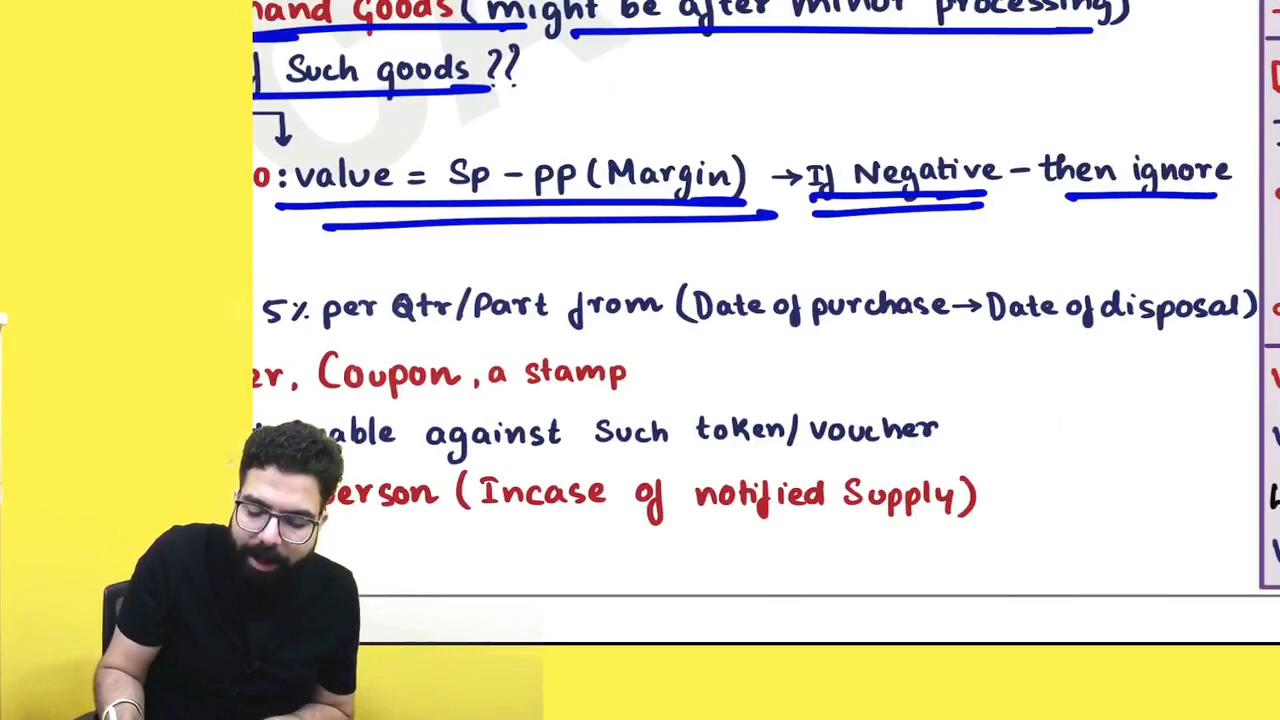 Goods (might be after minor processing)
Such goods ??
o : value = Sp - pp (Margin) → If Negative - then ignore
5% per Qtr/Part from (Date of purchase → Date of disposal)
er, Coupon, a stamp
able against Such token/voucher
person (Incase of notified Supply)